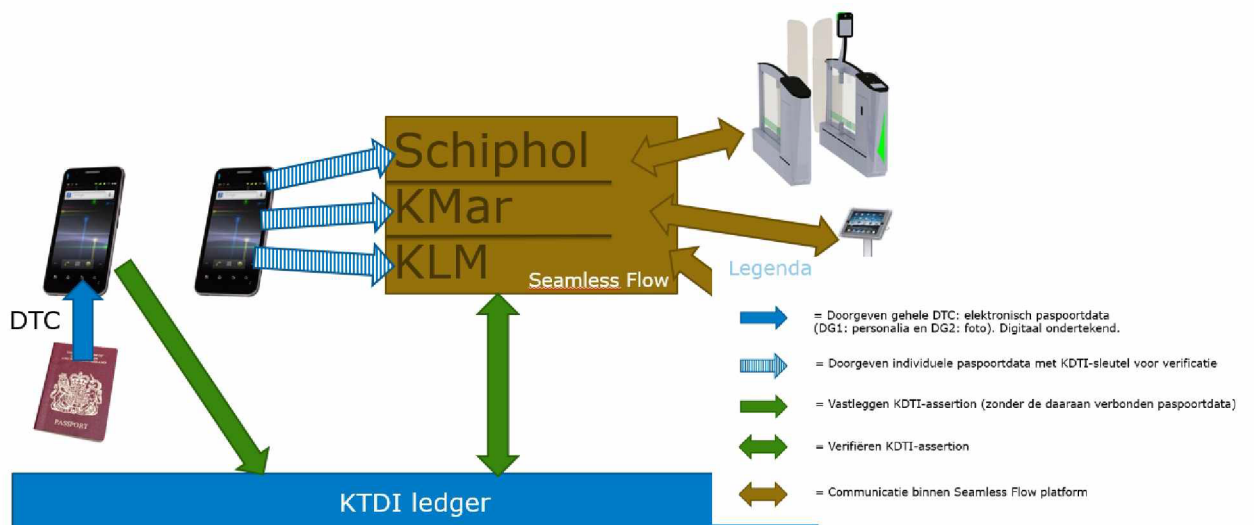 Schiphol
KMar
KLM
Seamless Flow
DTC
PASSPORT
KTDI ledger
Legenda
= Doorgeven gehele DTC: elektronisch paspoortdata
(DG1: personalia en DG2: foto). Digitaal ondertekend.
= Doorgeven individuele paspoortdata met KDTI-sleutel voor verificatie
= Vastleggen KDTI-assertion (zonder de daaraan verbonden paspoortdata)
= Verifiëren KDTI-assertion
= Communicatie binnen Seamless Flow platform